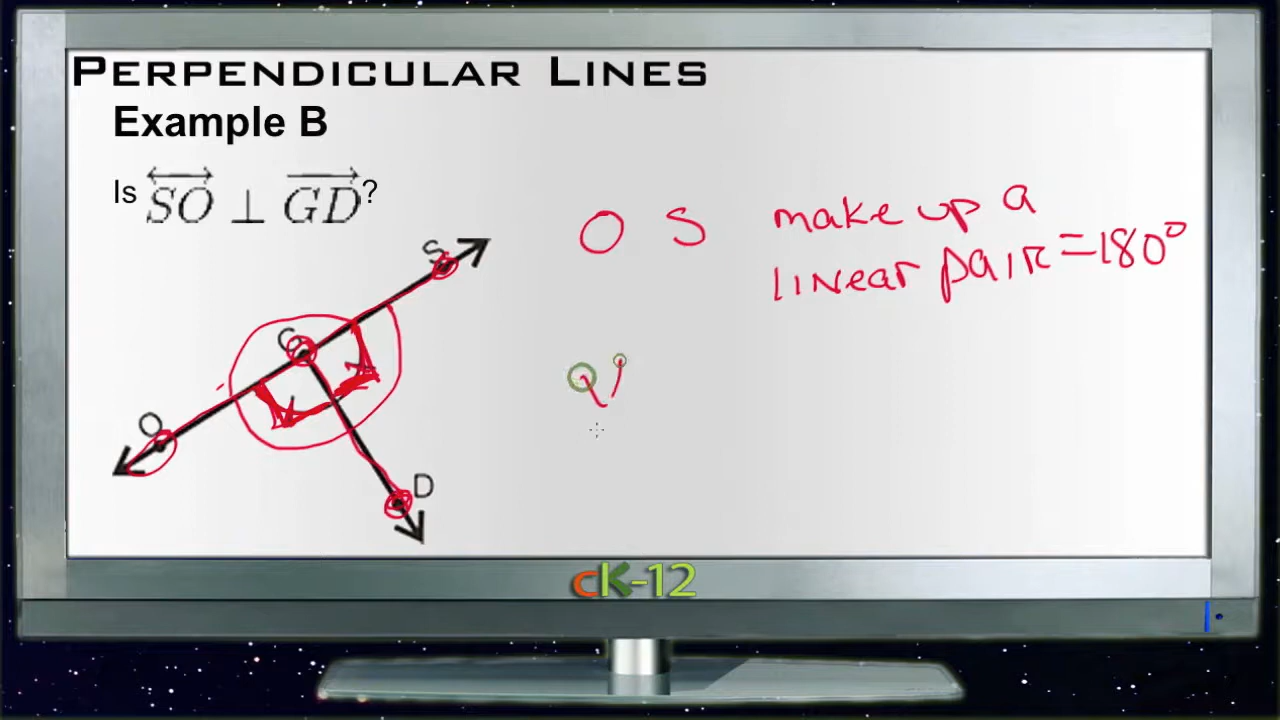 PERPENDICULAR LINES
Example B
Is SO ⊥ GD?
O S make up a
linear pair = 180°
S
G
O
D
cK-12